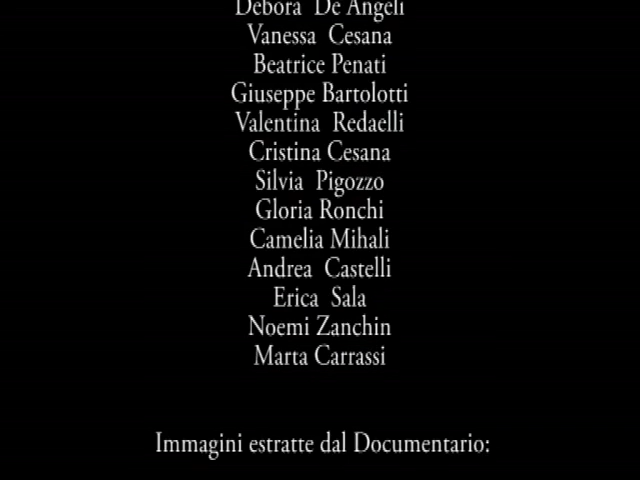 Debora De Angeli
Vanessa Cesana
Beatrice Penati
Giuseppe Bartolotti
Valentina Redaelli
Cristina Cesana
Silvia Pigozzo
Gloria Ronchi
Camelia Mihali
Andrea Castelli
Erica Sala
Noemi Zanchin
Marta Carrassi
Immagini estratte dal Documentario: